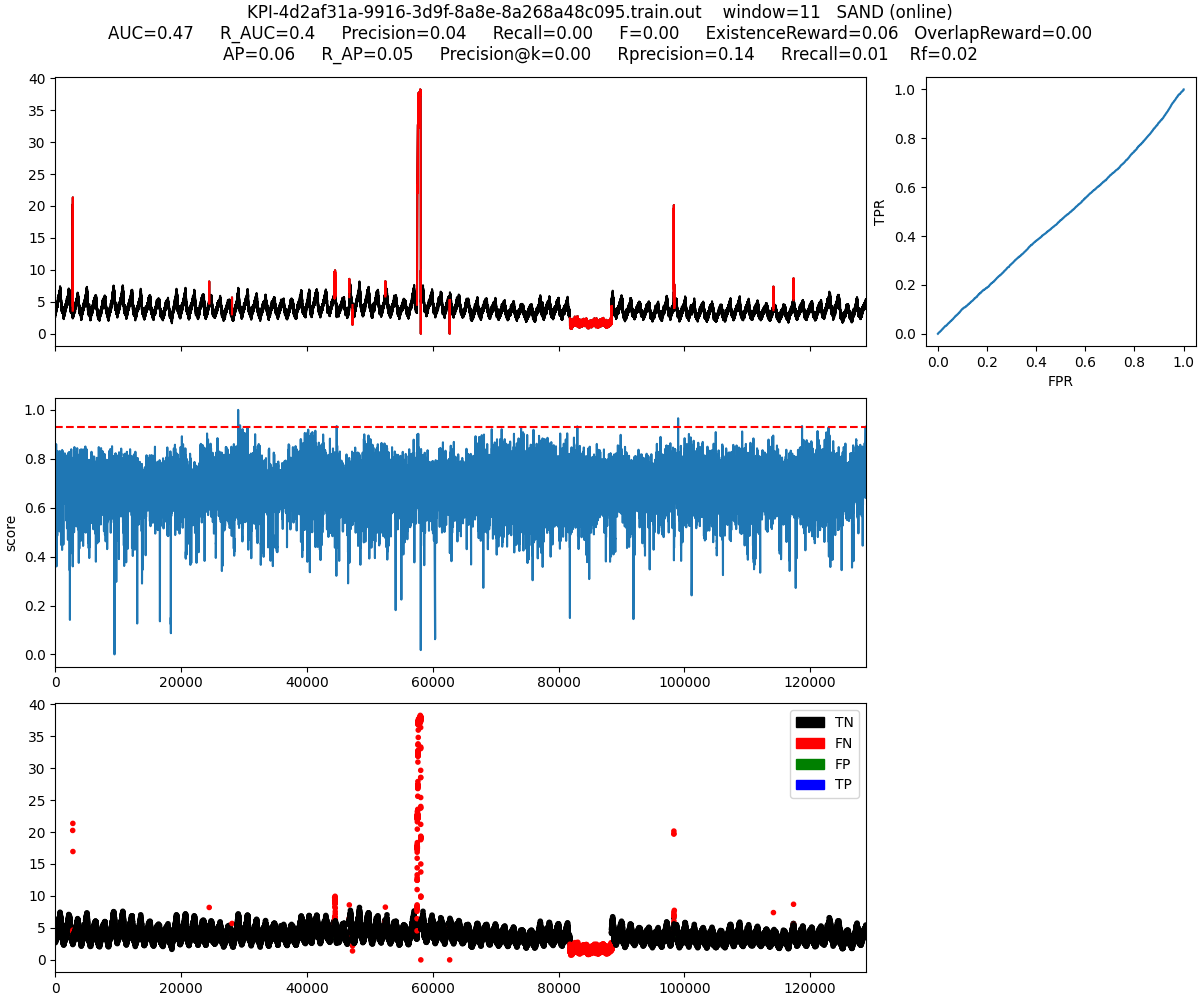 KPI-4d2af31a-9916-3d9f-8a8e-8a268a48c095.train.out    window=11   SAND (online)
AUC=0.47     R_AUC=0.4     Precision=0.04     Recall=0.00     F=0.00     ExistenceReward=0.06   OverlapReward=0.00
AP=0.06     R_AP=0.05     Precision@k=0.00     Rprecision=0.14     Rrecall=0.01    Rf=0.02
40
35
30
25
20
15
10
5
0
1.0
0.8
0.6
0.4
0.2
0.0
TPR
0.0 0.2 0.4 0.6 0.8 1.0
FPR
1.0
0.8
0.6
0.4
0.2
0.0
score
0 20000 40000 60000 80000 100000 120000
40
35
30
25
20
15
10
5
0
TN
FN
FP
TP
0 20000 40000 60000 80000 100000 120000